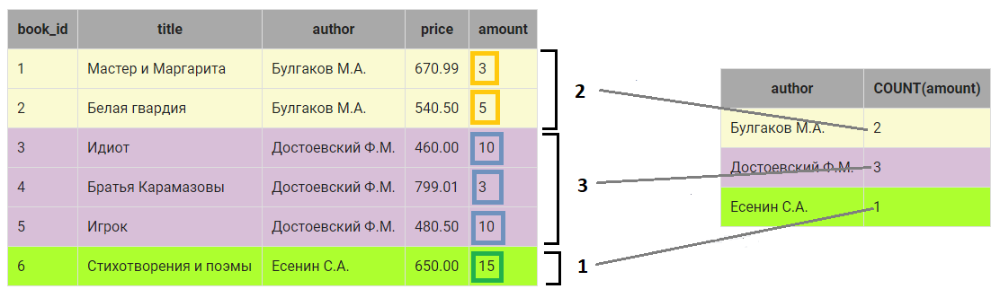 book_id title author price amount
1 Мастер и Маргарита Булгаков М.А. 670.99 3
2 Белая гвардия Булгаков М.А. 540.50 5
3 Идиот Достоевский Ф.М. 460.00 10
4 Братья Карамазовы Достоевский Ф.М. 799.01 3
5 Игрок Достоевский Ф.М. 480.50 10
6 Стихотворения и поэмы Есенин С.А. 650.00 15
2
3
1
author COUNT(amount)
Булгаков М.А. 2
Достоевский Ф.М. 3
Есенин С.А. 1